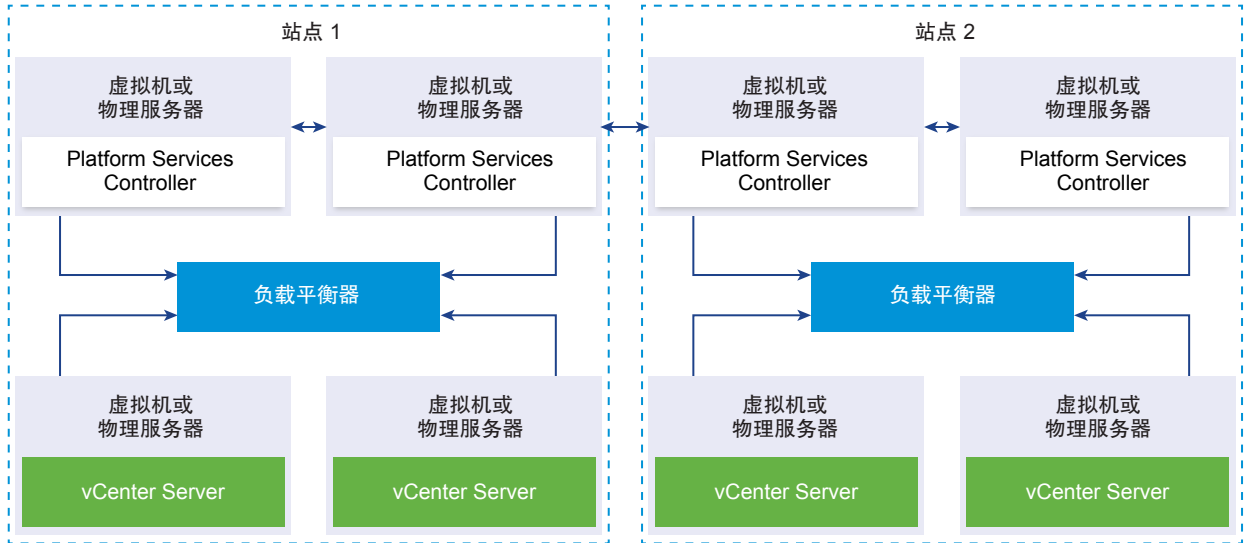 站点 1
站点 2
虚拟机或
物理服务器
Platform Services
Controller
虚拟机或
物理服务器
Platform Services
Controller
虚拟机或
物理服务器
Platform Services
Controller
虚拟机或
物理服务器
Platform Services
Controller
负载平衡器
负载平衡器
虚拟机或
物理服务器
vCenter Server
虚拟机或
物理服务器
vCenter Server
虚拟机或
物理服务器
vCenter Server
虚拟机或
物理服务器
vCenter Server